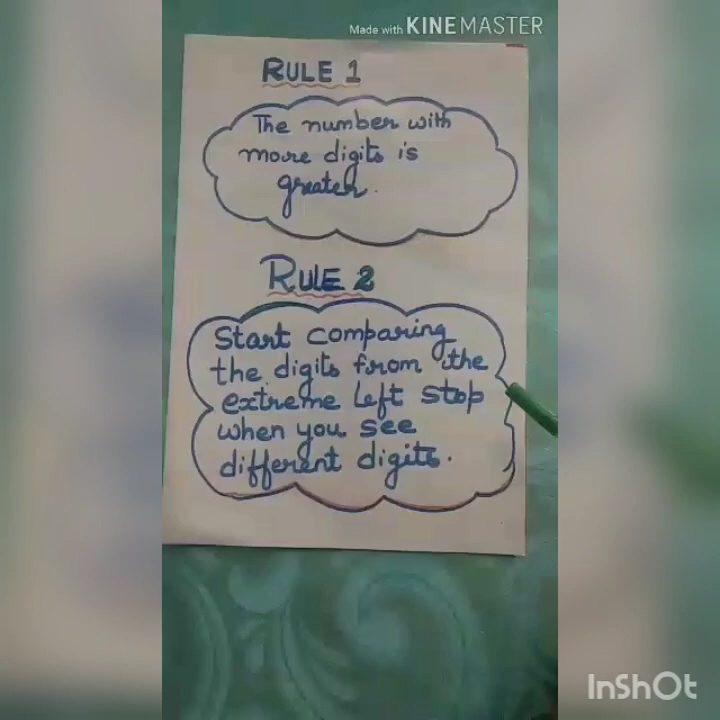 Made with KINEMASTER
RULE 1
The number with
more digits is
greater.
RULE 2
Start comparing
the digits from the
extreme left stop
when you see
different digits.
InShOt